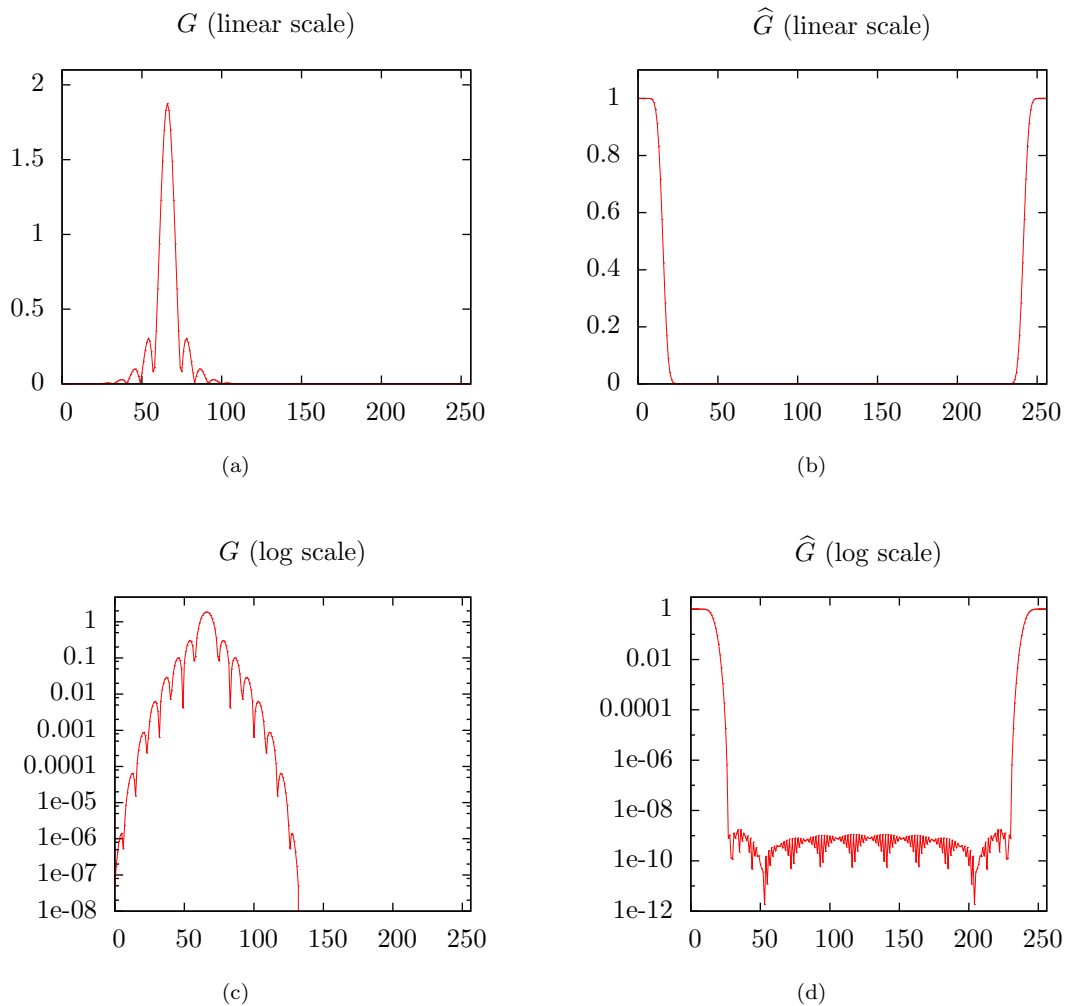 G (linear scale)
2
1.5
1
0.5
0
0 50 100 150 200 250
(a)
Ĝ (linear scale)
1
0.8
0.6
0.4
0.2
0
0 50 100 150 200 250
(b)
G (log scale)
1
0.1
0.01
0.001
0.0001
1e-05
1e-06
1e-07
1e-08
0 50 100 150 200 250
(c)
Ĝ (log scale)
1
0.01
0.0001
1e-06
1e-08
1e-10
1e-12
0 50 100 150 200 250
(d)